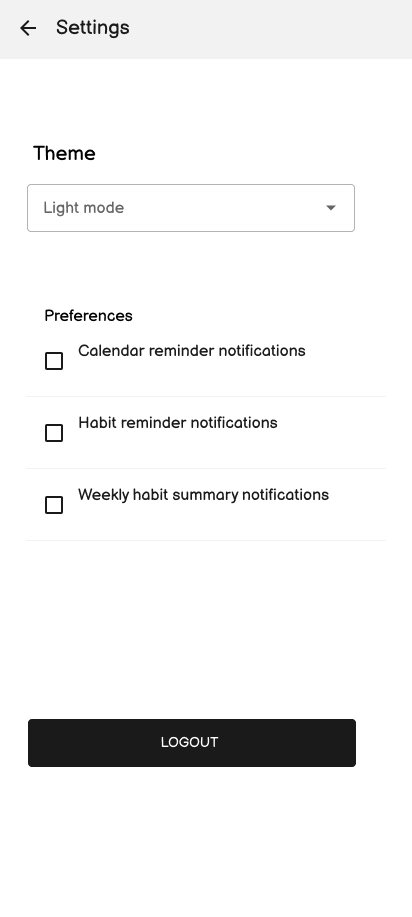 Settings
Theme
Light mode
Preferences
Calendar reminder notifications
Habit reminder notifications
Weekly habit summary notifications
LOGOUT